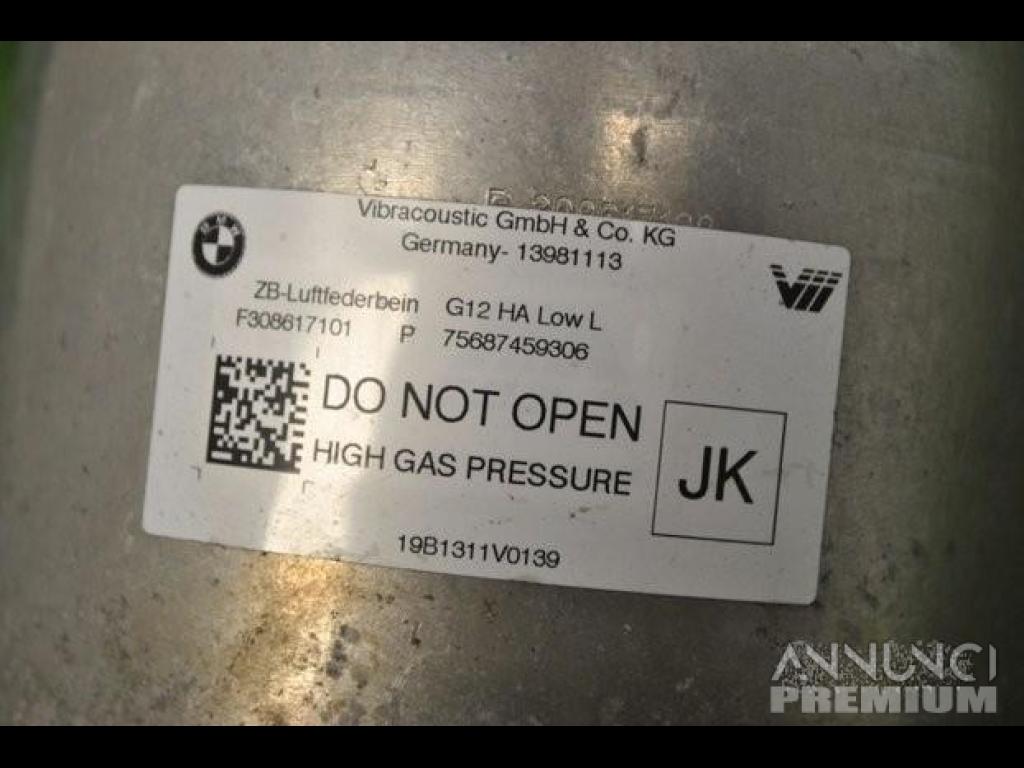 Vibracoustic GmbH & Co. KG
Germany- 13981113
ZB-Luftfederbein G12 HA Low L
F308617101 P 75687459306
DO NOT OPEN
HIGH GAS PRESSURE
JK
19B1311V0139
ANNUNCI
PREMIUM